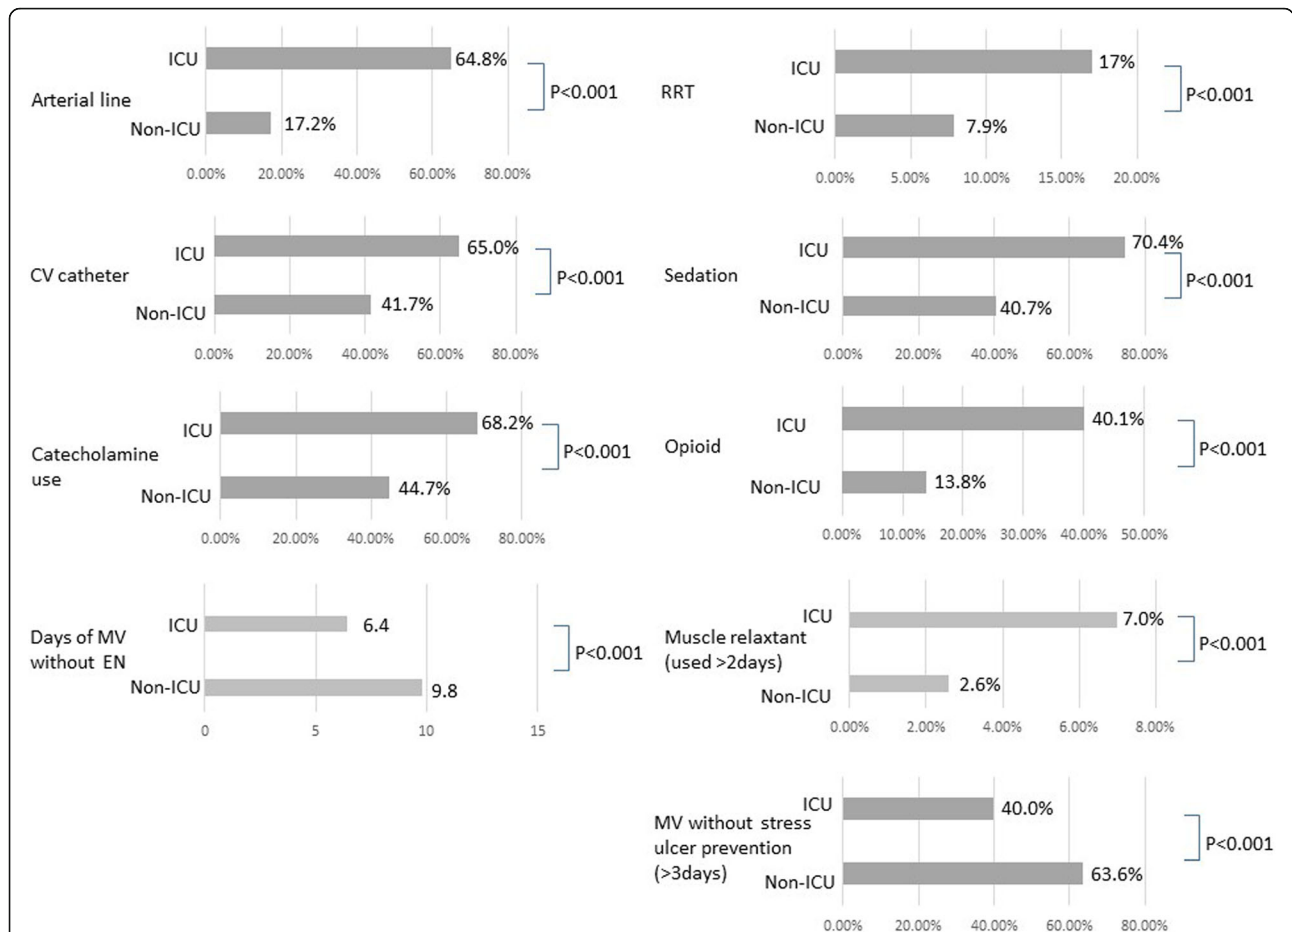 ICU
64.8%
Arterial line
P<0.001
Non-ICU
17.2%
0.00% 20.00% 40.00% 60.00% 80.00%
ICU
17%
RRT
P<0.001
Non-ICU
7.9%
0.00% 5.00% 10.00% 15.00% 20.00%
ICU
65.0%
CV catheter
P<0.001
Non-ICU
41.7%
0.00% 20.00% 40.00% 60.00% 80.00%
ICU
70.4%
Sedation
P<0.001
Non-ICU
40.7%
0.00% 20.00% 40.00% 60.00% 80.00%
ICU
68.2%
Catecholamine
use
P<0.001
Non-ICU
44.7%
0.00% 20.00% 40.00% 60.00% 80.00%
ICU
40.1%
Opioid
P<0.001
Non-ICU
13.8%
0.00% 10.00% 20.00% 30.00% 40.00% 50.00%
ICU
6.4
Days of MV
without EN
P<0.001
Non-ICU
9.8
0 5 10 15
ICU
7.0%
Muscle relaxtant
(used >2days)
P<0.001
Non-ICU
2.6%
0.00% 2.00% 4.00% 6.00% 8.00%
ICU
40.0%
MV without stress
ulcer prevention
(>3days)
P<0.001
Non-ICU
63.6%
0.00% 20.00% 40.00% 60.00% 80.00%